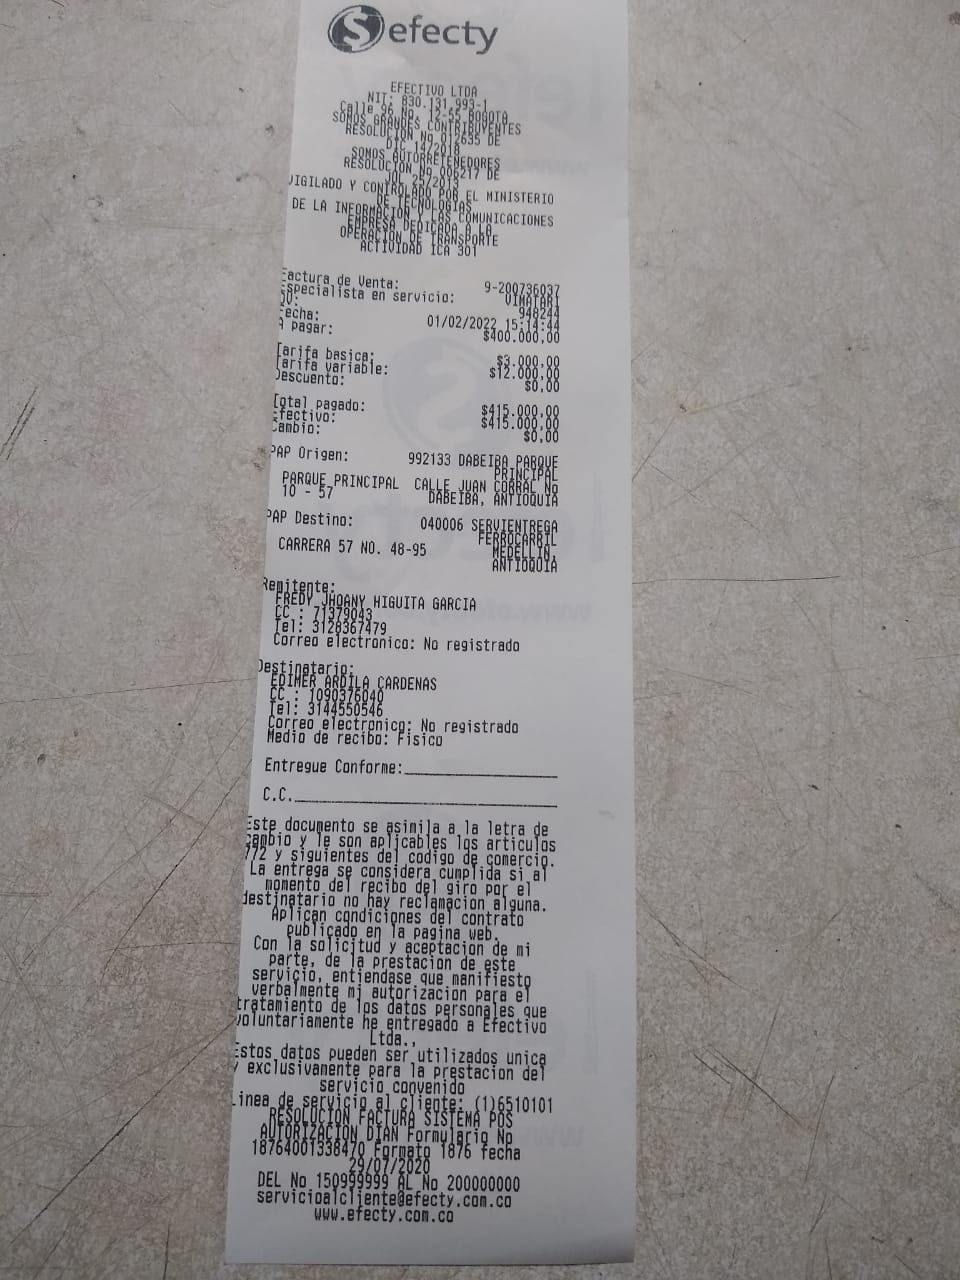 S efecty
EFECTIVO LTDA
NIT: 830.131.993-1
Calle 96 No. 12-55 BOGOTA
SOMOS GRANDES CONTRIBUYENTES
RESOLUCION No 012635 DE
DIC 14/2018
SOMOS AUTORRETENEDORES
RESOLUCION No 006217 DE
JUL 25/2013
VIGILADO Y CONTROLADO POR EL MINISTERIO
DE TECNOLOGIAS
DE LA INFORMACION Y LAS COMUNICACIONES
EMPRESA DEDICADA A LA
OPERACION DE TRANSPORTE
ACTIVIDAD ICA 301
Factura de Venta: 9-200736037
Especialista en servicio: VIMATARI
QV: 948244
Fecha: 01/02/2022 15:14:44
A pagar: $400.000,00
Tarifa basica: $3.000,00
Tarifa variable: $12.000,00
Descuento: $0,00
Total pagado: $415.000,00
Efectivo: $415.000,00
Cambio: $0,00
PAP Origen: 992133 DABEIBA PARQUE
PRINCIPAL
PARQUE PRINCIPAL CALLE JUAN CORRAL No
10 - 57 DABEIBA, ANTIOQUIA
PAP Destino: 040006 SERVIENTREGA
FERROCARRIL
CARRERA 57 NO. 48-95 MEDELLIN,
ANTIOQUIA
Remitente:
FREDY JHOANY HIGUITA GARCIA
CC : 71379043
Tel: 3128367479
Correo electronico: No registrado
Destinatario:
EDIMER ARDILA CARDENAS
CC : 1090376040
Tel: 3144550546
Correo electronico: No registrado
Medio de recibo: Fisico
Entregue Conforme:
C.C.
Este documento se asimila a la letra de
cambio y le son aplicables los articulos
772 y siguientes del codigo de comercio.
La entrega se considera cumplida si al
momento del recibo del giro por el
destinatario no hay reclamacion alguna.
Aplican condiciones del contrato
publicado en la pagina web.
Con la solicitud y aceptacion de mi
parte, de la prestacion de este
servicio, entiendase que manifiesto
verbalmente mi autorizacion para el
tratamiento de los datos personales que
voluntariamente he entregado a Efectivo
Ltda.,
Estos datos pueden ser utilizados unica
y exclusivamente para la prestacion del
servicio convenido
Linea de servicio al cliente: (1)6510101
RESOLUCION FACTURA SISTEMA POS
AUTORIZACION DIAN Formulario No
18764001338470 Formato 1876 fecha
29/07/2020
DEL No 150999999 AL No 200000000
servicioalcliente@efecty.com.co
www.efecty.com.co